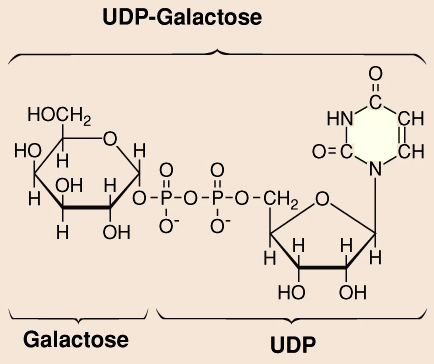 UDP-Galactose
O
C
HN
CH
HOCH2
O
O=C
CH
N
HO
H
H
O
O
H
OH
H
O-P-O-P-O-CH2
O
O-
O-
H
OH
H
H
H
H
HO
OH
Galactose
UDP